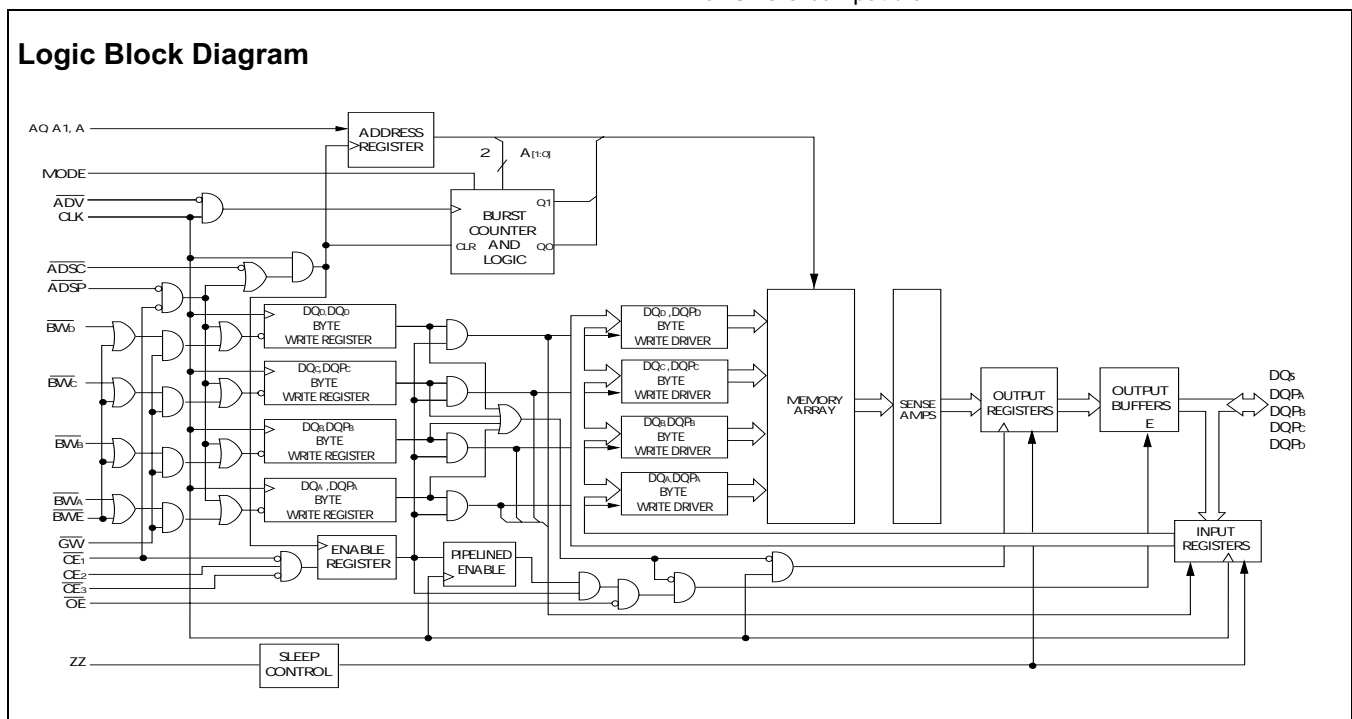 Logic Block Diagram
A0, A1, A
ADDRESS
REGISTER
2
A[1:0]
MODE
ADV
CLK
BURST
COUNTER
AND
LOGIC
CLR
Q1
Q0
ADSC
ADSP
BWD
DQD, DQD
BYTE
WRITE REGISTER
DQD, DQPD
BYTE
WRITE DRIVER
BWC
DQC, DQPC
BYTE
WRITE REGISTER
DQC, DQPC
BYTE
WRITE DRIVER
BWB
DQB, DQPB
BYTE
WRITE REGISTER
DQB, DQPB
BYTE
WRITE DRIVER
BWA
BWE
DQA, DQPA
BYTE
WRITE REGISTER
DQA, DQPA
BYTE
WRITE DRIVER
MEMORY
ARRAY
SENSE
AMPS
OUTPUT
REGISTERS
OUTPUT
BUFFERS
E
DQs
DQPA
DQPB
DQPC
DQPD
INPUT
REGISTERS
GW
CE1
CE2
CE3
OE
ENABLE
REGISTER
PIPELINED
ENABLE
ZZ
SLEEP
CONTROL